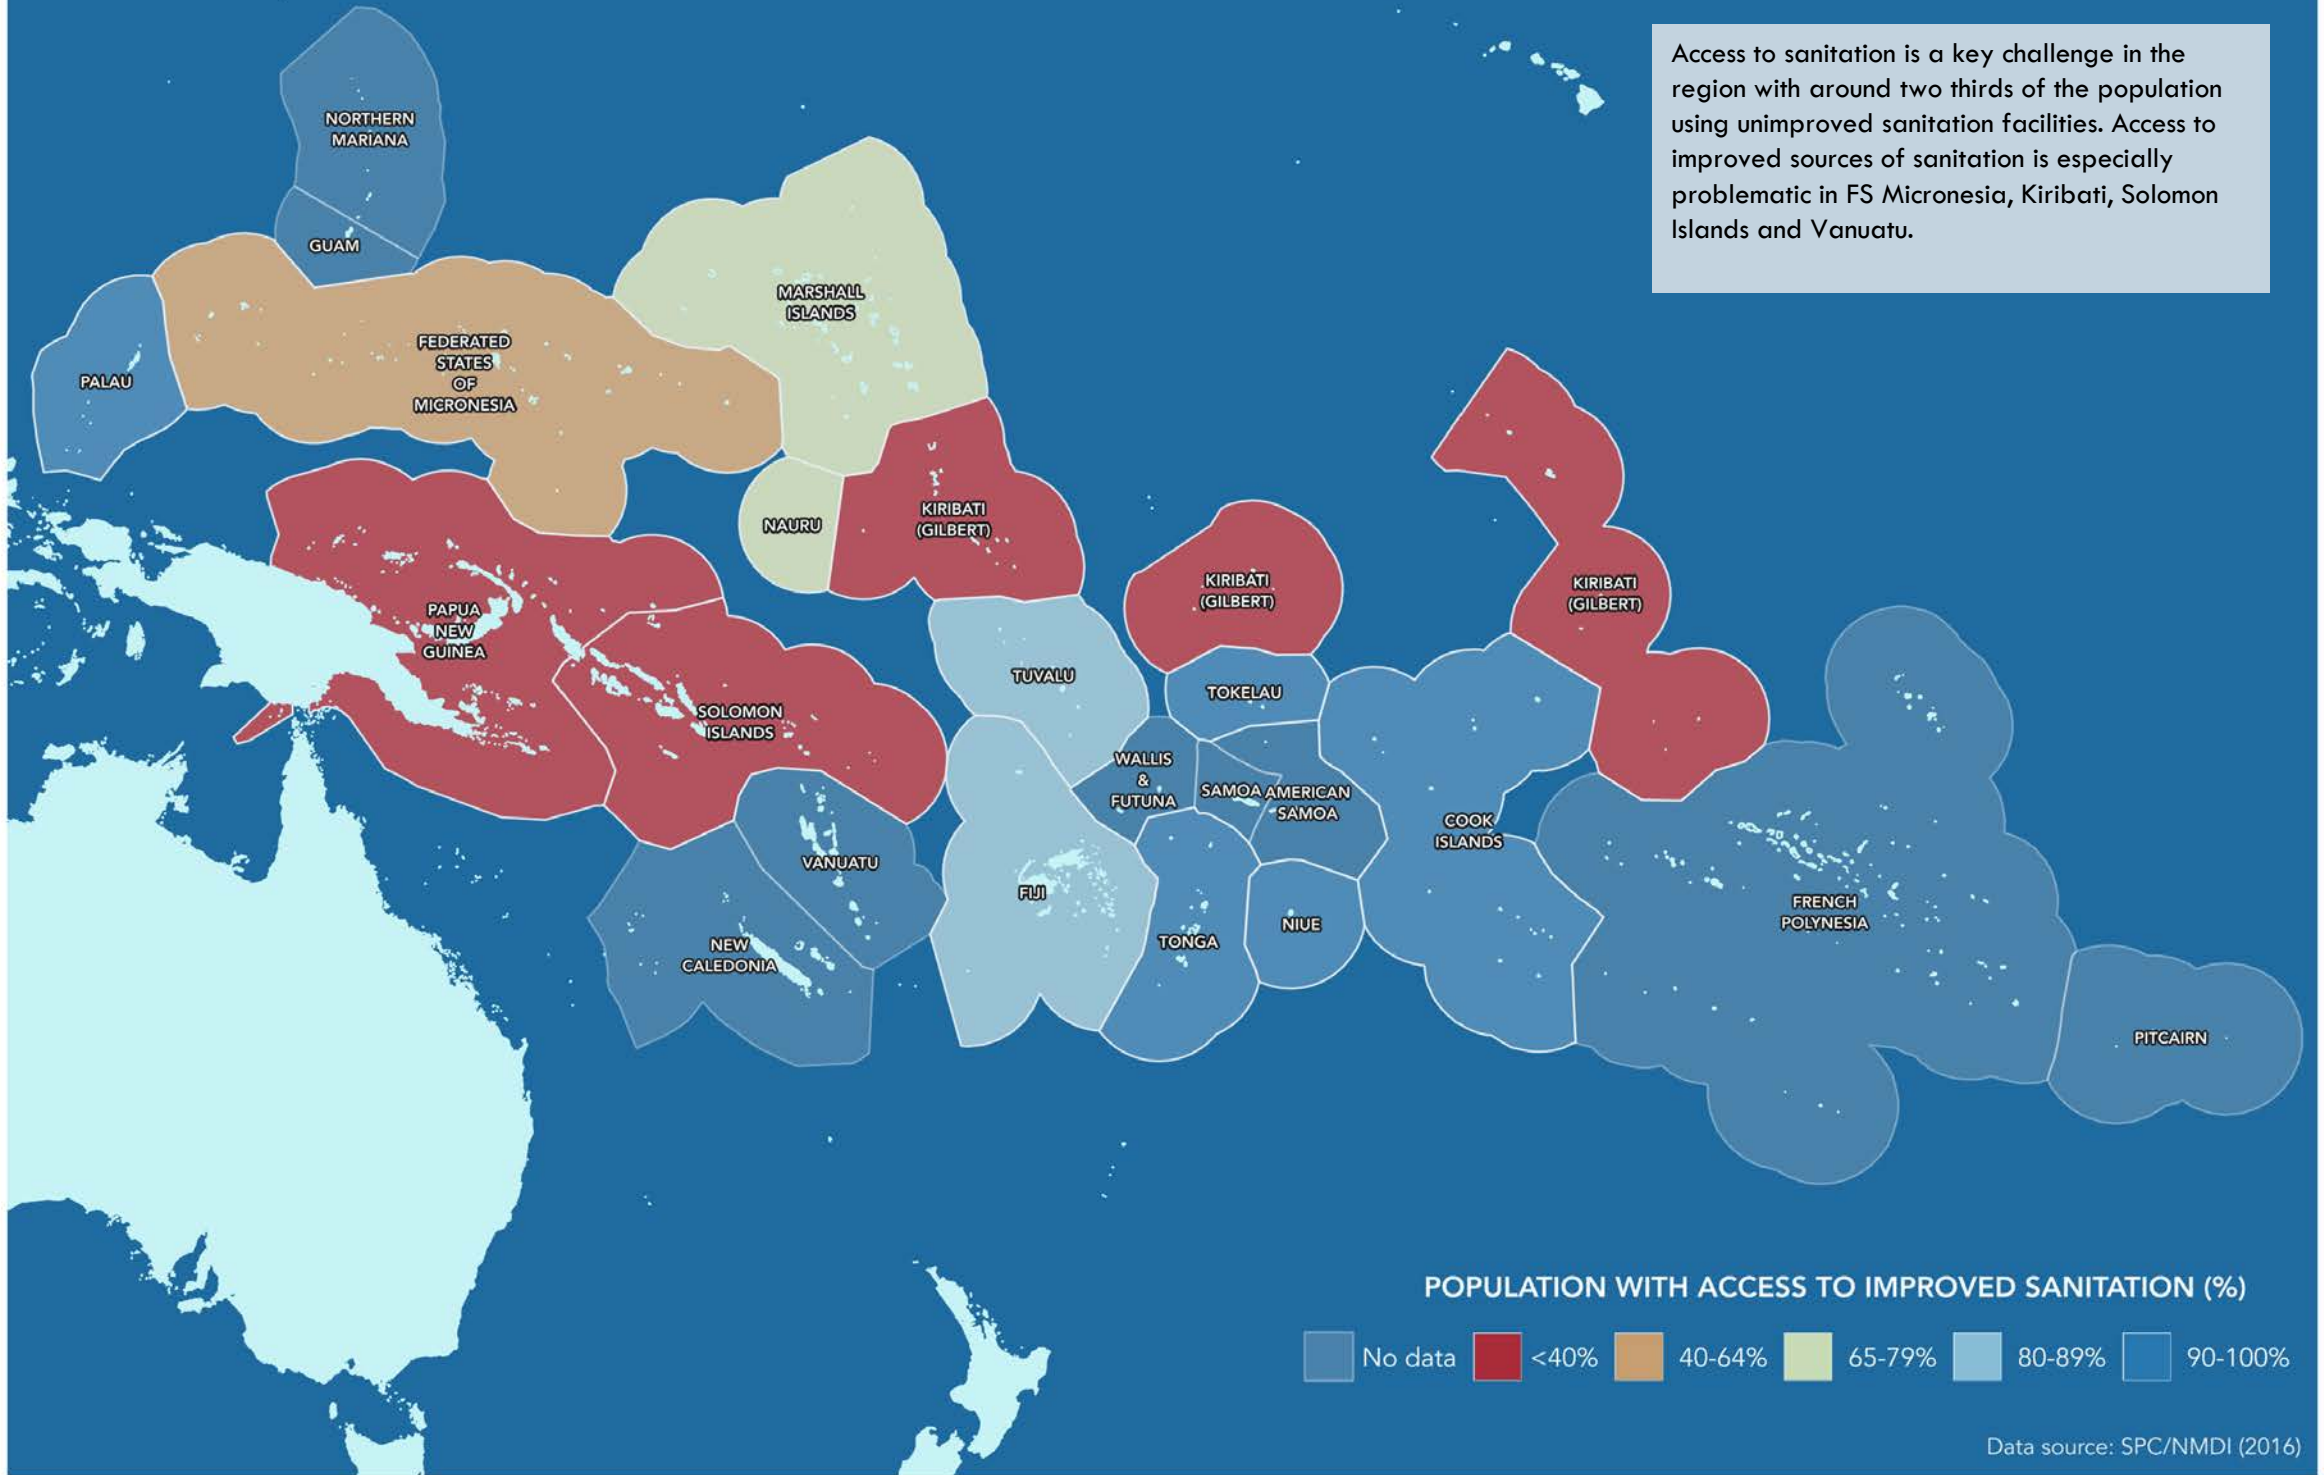 Access to sanitation is a key challenge in the
region with around two thirds of the population
using unimproved sanitation facilities. Access to
improved sources of sanitation is especially
problematic in FS Micronesia, Kiribati, Solomon
Islands and Vanuatu.
NORTHERN
MARIANA
GUAM
MARSHALL
ISLANDS
FEDERATED
STATES
OF
MICRONESIA
PALAU
NAURU
KIRIBATI
(GILBERT)
KIRIBATI
(GILBERT)
KIRIBATI
(GILBERT)
PAPUA
NEW
GUINEA
TUVALU
TOKELAU
SOLOMON
ISLANDS
WALLIS
&
FUTUNA
SAMOA
AMERICAN
SAMOA
COOK
ISLANDS
VANUATU
FIJI
FRENCH
POLYNESIA
NEW
CALEDONIA
TONGA
NIUE
PITCAIRN
POPULATION WITH ACCESS TO IMPROVED SANITATION (%)
No data
<40%
40-64%
65-79%
80-89%
90-100%
Data source: SPC/NMDI (2016)